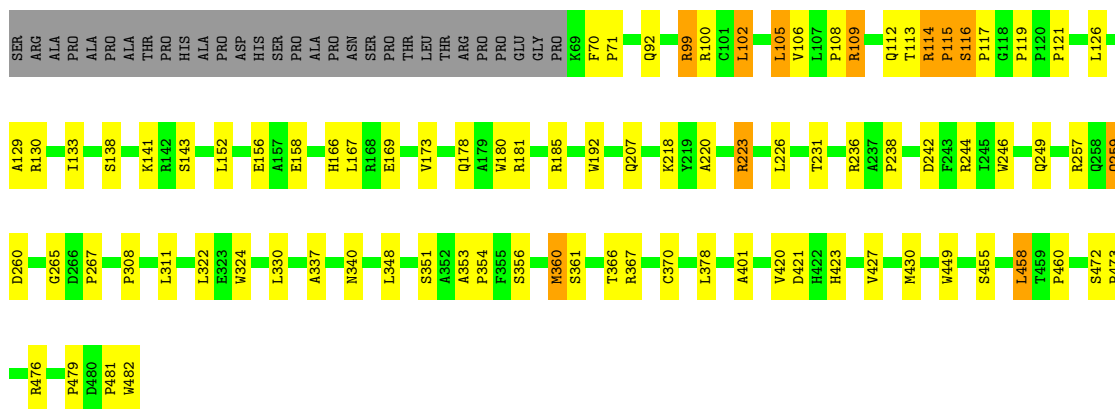 SER ARG ALA PRO ALA PRO ALA THR PRO HIS ALA PRO ASP HIS SER PRO ALA PRO ASN SER PRO THR LEU THR ARG PRO PRO GLU GLY PRO K69 F70 P71 Q92 R99 R100 C101 L102 L105 V106 L107 P108 R109 Q112 T113 R114 P115 S116 P117 G118 P119 P120 P121 L126
A129 R130 I133 S138 K141 R142 S143 L152 E156 A157 E158 H166 L167 R168 E169 V173 Q178 A179 W180 R181 R185 W192 Q207 K218 Y219 A220 R223 L226 T231 R236 A237 P238 D242 F243 R244 I245 W246 Q249 R257 Q258
D260 G265 D266 P267 P308 L311 L322 E323 W324 L330 A337 N340 L348 S351 A352 A353 P354 F355 S356 M360 S361 T366 R367 C370 L378 A401 V420 D421 H422 H423 V427 M430 W449 S455 L458 T459 P460 S472
R476 P479 D480 P481 W482